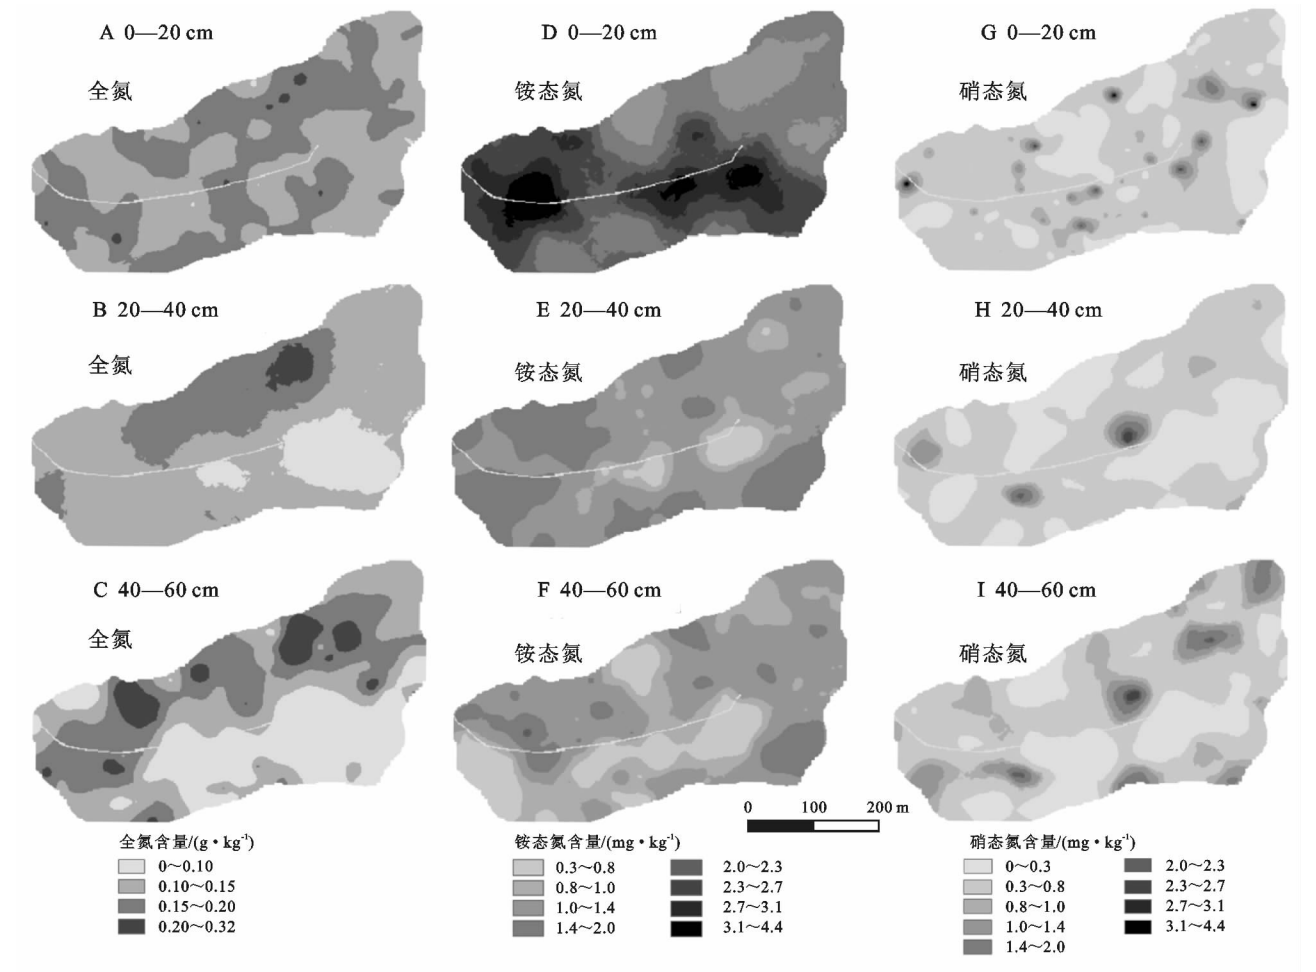 A 0—20 cm
全氮
D 0—20 cm
铵态氮
G 0—20 cm
硝态氮
B 20—40 cm
全氮
E 20—40 cm
铵态氮
H 20—40 cm
硝态氮
C 40—60 cm
全氮
F 40—60 cm
铵态氮
I 40—60 cm
硝态氮
0 100 200 m
全氮含量/(g·kg⁻¹)
0～0.10
0.10～0.15
0.15～0.20
0.20～0.32
铵态氮含量/(mg·kg⁻¹)
0.3～0.8
0.8～1.0
1.0～1.4
1.4～2.0
2.0～2.3
2.3～2.7
2.7～3.1
3.1～4.4
硝态氮含量/(mg·kg⁻¹)
0～0.3
0.3～0.8
0.8～1.0
1.0～1.4
1.4～2.0
2.0～2.3
2.3～2.7
2.7～3.1
3.1～4.4